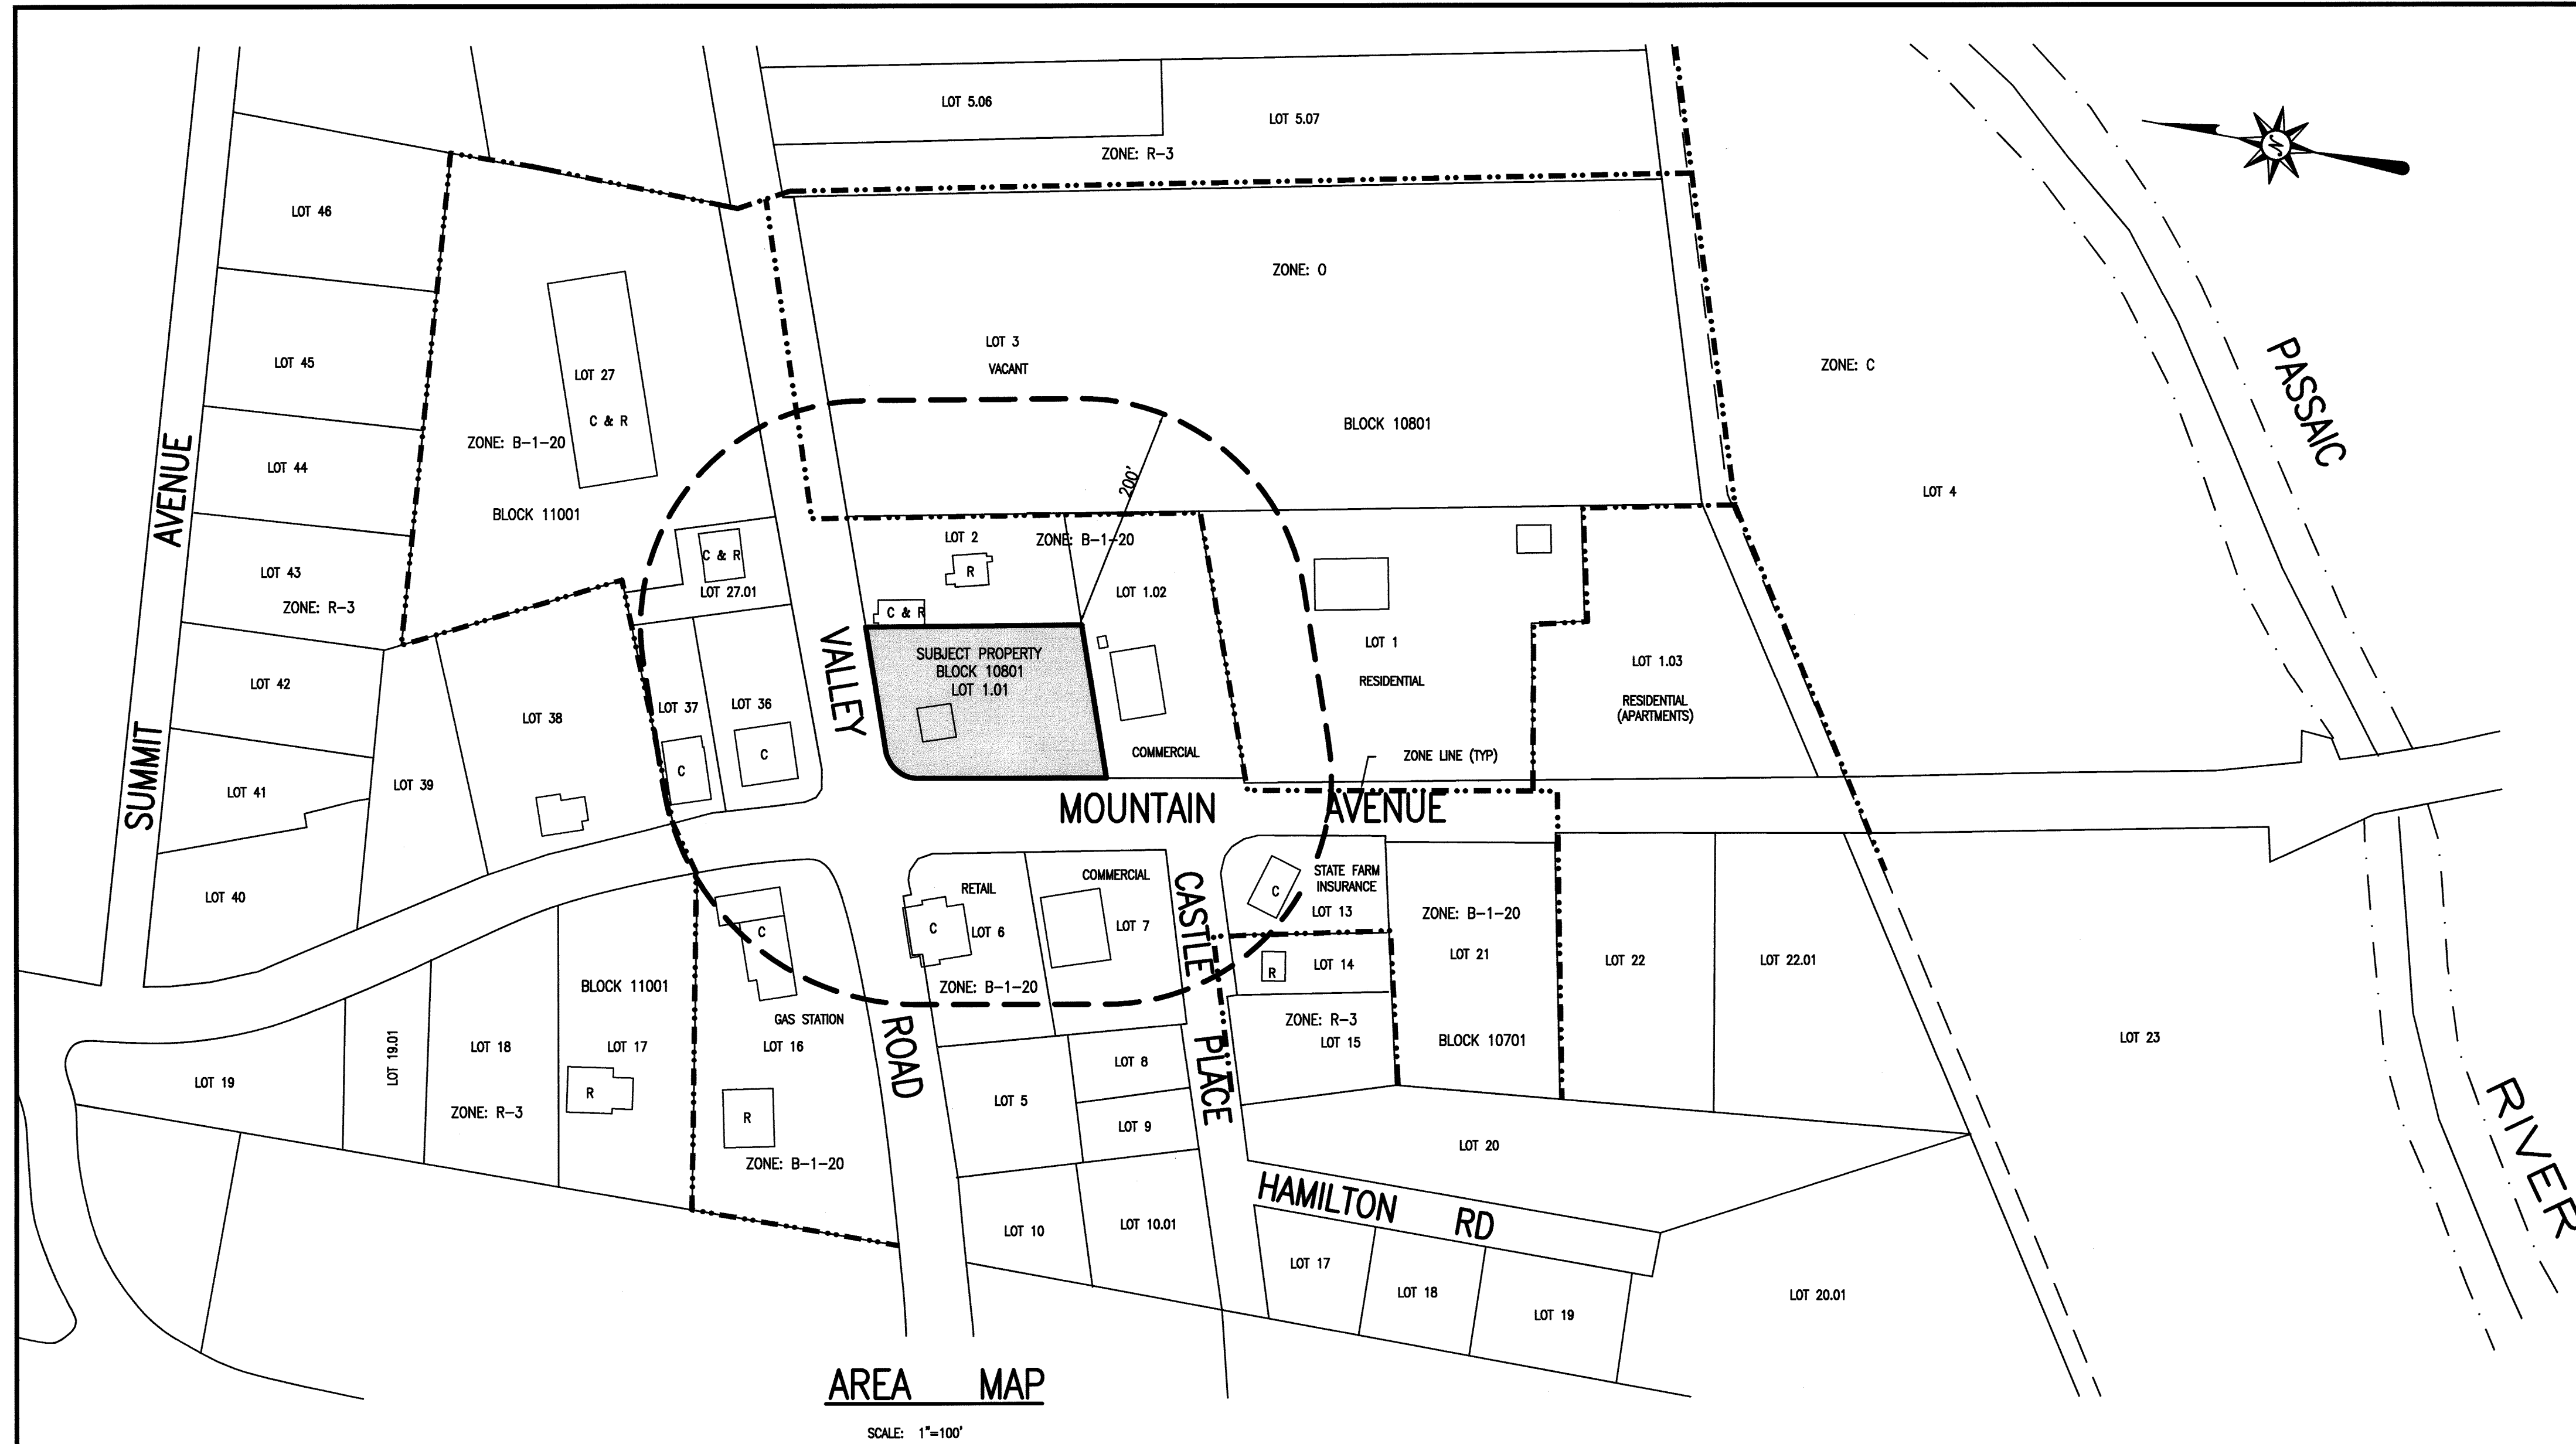 LOT 5.06
LOT 5.07
ZONE: R-3
N
LOT 46
ZONE: O
LOT 3
VACANT
LOT 45
LOT 27
C & R
ZONE: C
PASSAIC
AVENUE
ZONE: B-1-20
BLOCK 10801
LOT 44
200'
LOT 4
BLOCK 11001
LOT 2
ZONE: B-1-20
C & R
LOT 43
R
LOT 27.01
LOT 1.02
ZONE: R-3
C & R
VALLEY
SUBJECT PROPERTY
BLOCK 10801
LOT 1.01
LOT 1
RESIDENTIAL
LOT 1.03
RESIDENTIAL
(APARTMENTS)
LOT 42
LOT 38
LOT 37
LOT 36
SUMMIT
COMMERCIAL
ZONE LINE (TYP)
C
C
LOT 41
LOT 39
MOUNTAIN AVENUE
LOT 40
RETAIL
COMMERCIAL
CASTLE
STATE FARM
INSURANCE
C
LOT 13
ZONE: B-1-20
C
C
LOT 6
LOT 7
LOT 21
LOT 22
LOT 22.01
R
LOT 14
BLOCK 11001
ZONE: B-1-20
GAS STATION
ROAD
ZONE: R-3
LOT 15
BLOCK 10701
LOT 23
LOT 19
LOT 19.01
LOT 18
LOT 17
LOT 16
PLACE
LOT 8
LOT 5
LOT 9
ZONE: R-3
R
R
RIVER
ZONE: B-1-20
LOT 20
HAMILTON RD
LOT 10
LOT 10.01
LOT 17
LOT 18
LOT 19
LOT 20.01
AREA MAP
SCALE: 1"=100'